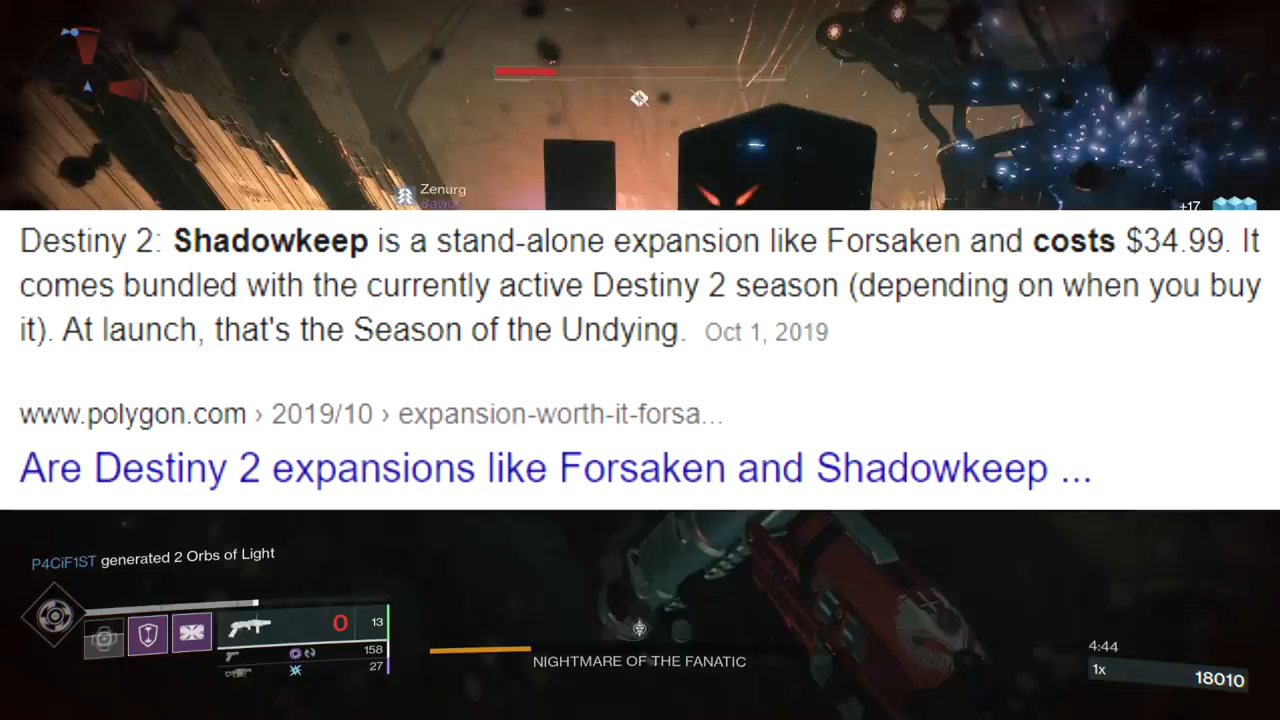 Zenurg
+17
Destiny 2: Shadowkeep is a stand-alone expansion like Forsaken and costs $34.99. It
comes bundled with the currently active Destiny 2 season (depending on when you buy
it). At launch, that's the Season of the Undying. Oct 1, 2019
www.polygon.com › 2019/10 › expansion-worth-it-forsa...
Are Destiny 2 expansions like Forsaken and Shadowkeep ...
P4CiF1ST generated 2 Orbs of Light
0 13
158
27
NIGHTMARE OF THE FANATIC
4:44
1x 18010